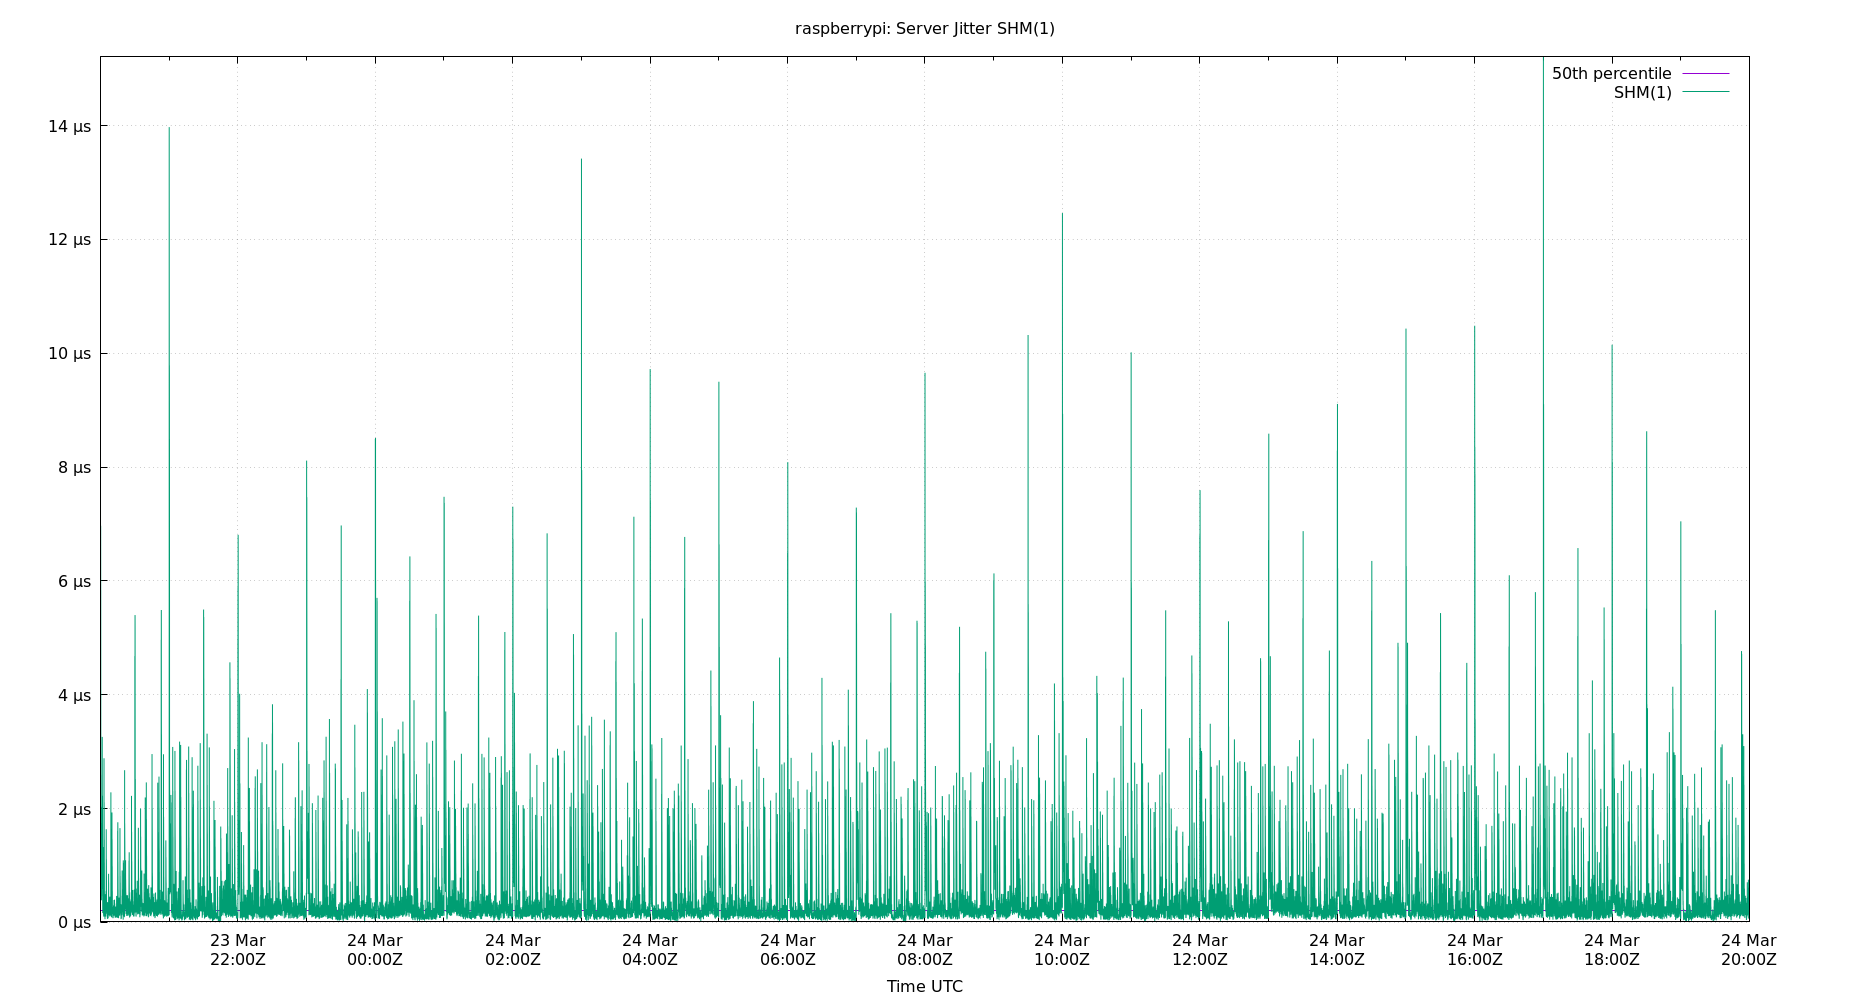 raspberrypi: Server Jitter SHM(1)
50th percentile
SHM(1)
14 µs
12 µs
10 µs
8 µs
6 µs
4 µs
2 µs
0 µs
23 Mar 24 Mar 24 Mar 24 Mar 24 Mar 24 Mar 24 Mar 24 Mar 24 Mar 24 Mar 24 Mar 24 Mar
22:00Z 00:00Z 02:00Z 04:00Z 06:00Z 08:00Z 10:00Z 12:00Z 14:00Z 16:00Z 18:00Z 20:00Z
Time UTC